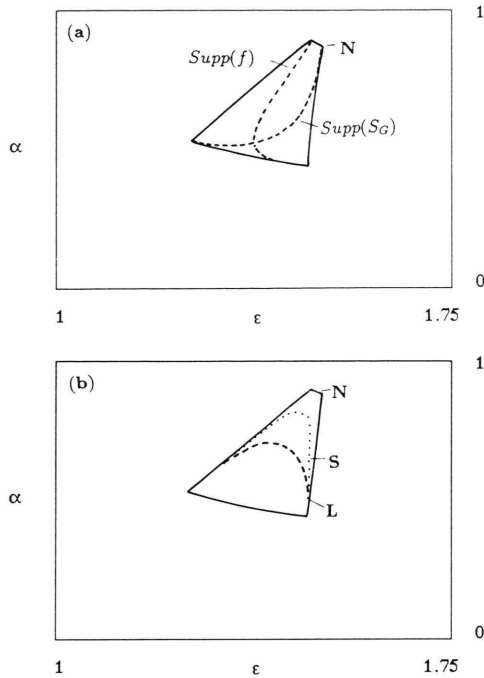 (a)
1
N
Supp(f)
Supp(S_G)
α
0
1 ε 1.75
(b)
1
N
S
α
L
0
1 ε 1.75